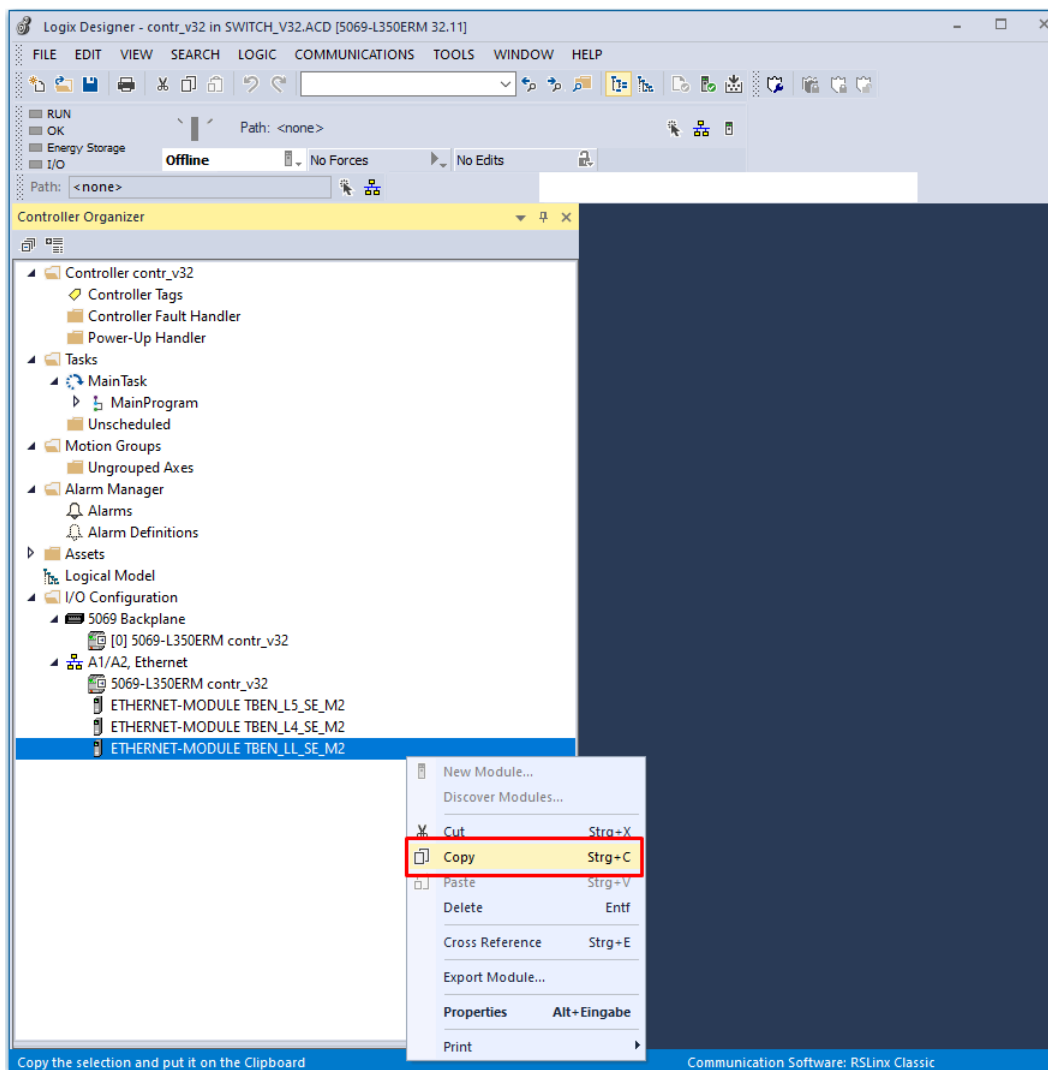 Logix Designer - contr_v32 in SWITCH_V32.ACD [5069-L350ERM 32.11]
FILE EDIT VIEW SEARCH LOGIC COMMUNICATIONS TOOLS WINDOW HELP
RUN
OK
Energy Storage
I/O
Path: <none>
Offline No Forces No Edits
Path: <none>
Controller Organizer
Controller contr_v32
Controller Tags
Controller Fault Handler
Power-Up Handler
Tasks
MainTask
MainProgram
Unscheduled
Motion Groups
Ungrouped Axes
Alarm Manager
Alarms
Alarm Definitions
Assets
Logical Model
I/O Configuration
5069 Backplane
[0] 5069-L350ERM contr_v32
A1/A2, Ethernet
5069-L350ERM contr_v32
ETHERNET-MODULE TBEN_L5_SE_M2
ETHERNET-MODULE TBEN_L4_SE_M2
ETHERNET-MODULE TBEN_LL_SE_M2
New Module...
Discover Modules...
Cut Strg+X
Copy Strg+C
Paste Strg+V
Delete Entf
Cross Reference Strg+E
Export Module...
Properties Alt+Eingabe
Print
Copy the selection and put it on the Clipboard
Communication Software: RSLinx Classic